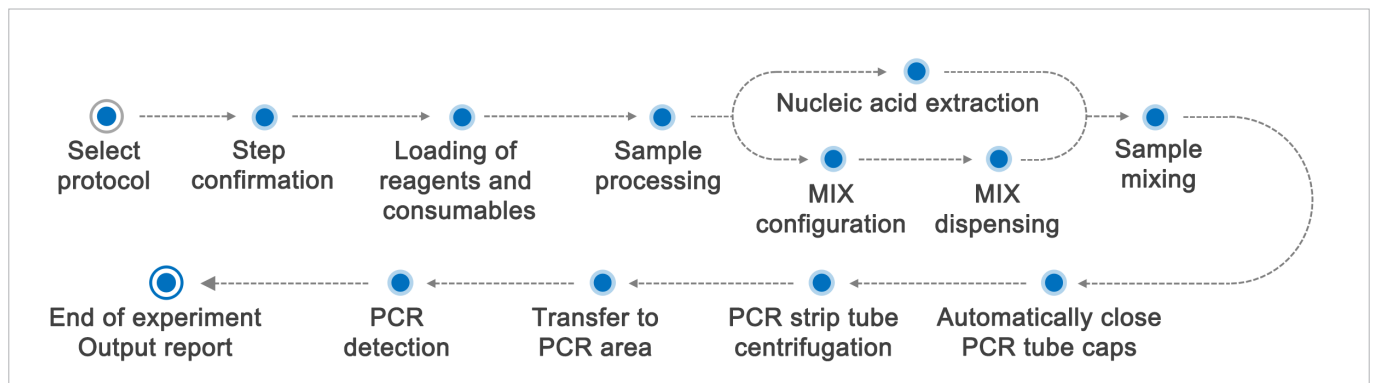 Select
protocol
Step
confirmation
Loading of
reagents and
consumables
Sample
processing
Nucleic acid extraction
MIX
configuration
MIX
dispensing
Sample
mixing
Automatically close
PCR tube caps
PCR strip tube
centrifugation
Transfer to
PCR area
PCR
detection
End of experiment
Output report